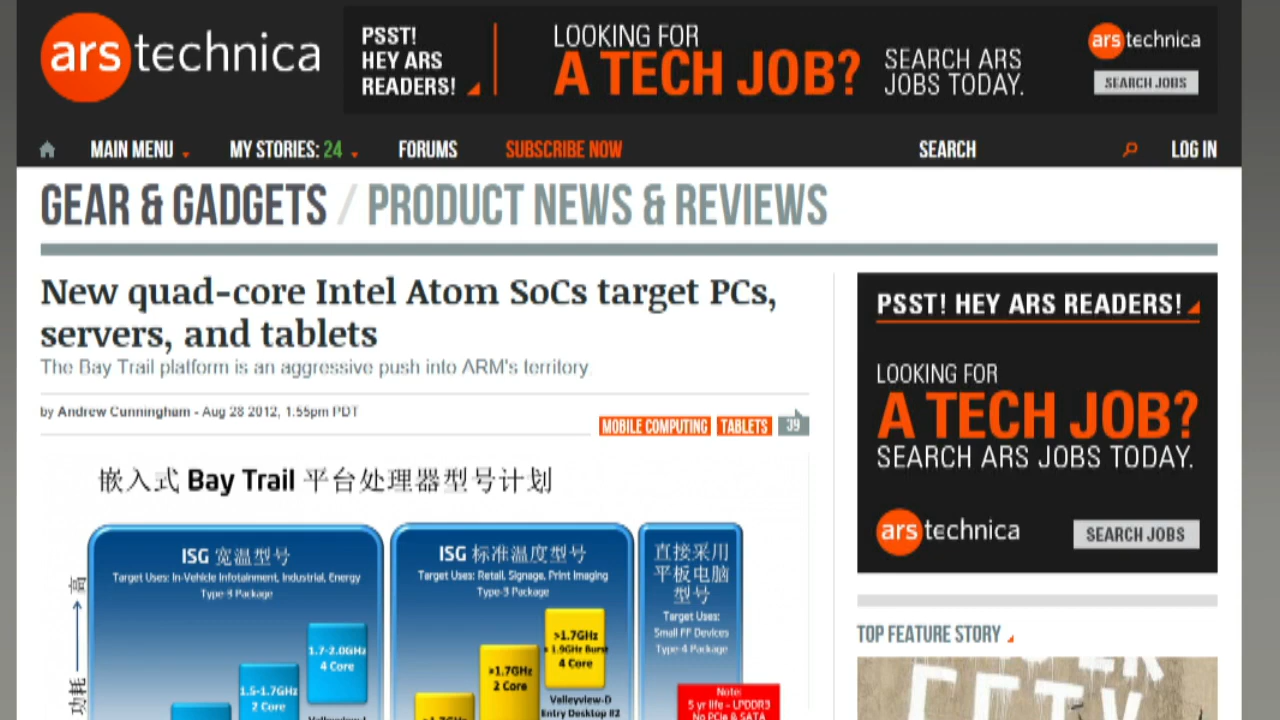 ars technica
PSST!
HEY ARS
READERS!
LOOKING FOR
A TECH JOB?
SEARCH ARS
JOBS TODAY.
ars technica
SEARCH JOBS
MAIN MENU
MY STORIES: 24
FORUMS
SUBSCRIBE NOW
SEARCH
LOG IN
GEAR & GADGETS / PRODUCT NEWS & REVIEWS
New quad-core Intel Atom SoCs target PCs,
servers, and tablets
The Bay Trail platform is an aggressive push into ARM's territory
by Andrew Cunningham - Aug 28 2012, 1:55pm PDT
MOBILE COMPUTING
TABLETS
39
嵌入式 Bay Trail 平台处理器型号计划
功耗
高
ISG 宽温型号
Target Uses: In-Vehicle Infotainment, Industrial, Energy
Type-3 Package
1.7-2.0GHz
4 Core
1.5-1.7GHz
2 Core
ISG 标准温度型号
Target Uses: Retail, Signage, Print Imaging
Type-3 Package
>1.7GHz
> 1.9GHz Burst
4 Core
>1.7GHz
2 Core
Valleyview-D
Entry Desktop #2
直接采用
平板电脑
型号
Target Uses:
Small FF Devices
Type-4 Package
Note:
5 yr life - LPDDR3
No PCIe & SATA
PSST! HEY ARS READERS!
LOOKING FOR
A TECH JOB?
SEARCH ARS JOBS TODAY.
ars technica
SEARCH JOBS
TOP FEATURE STORY